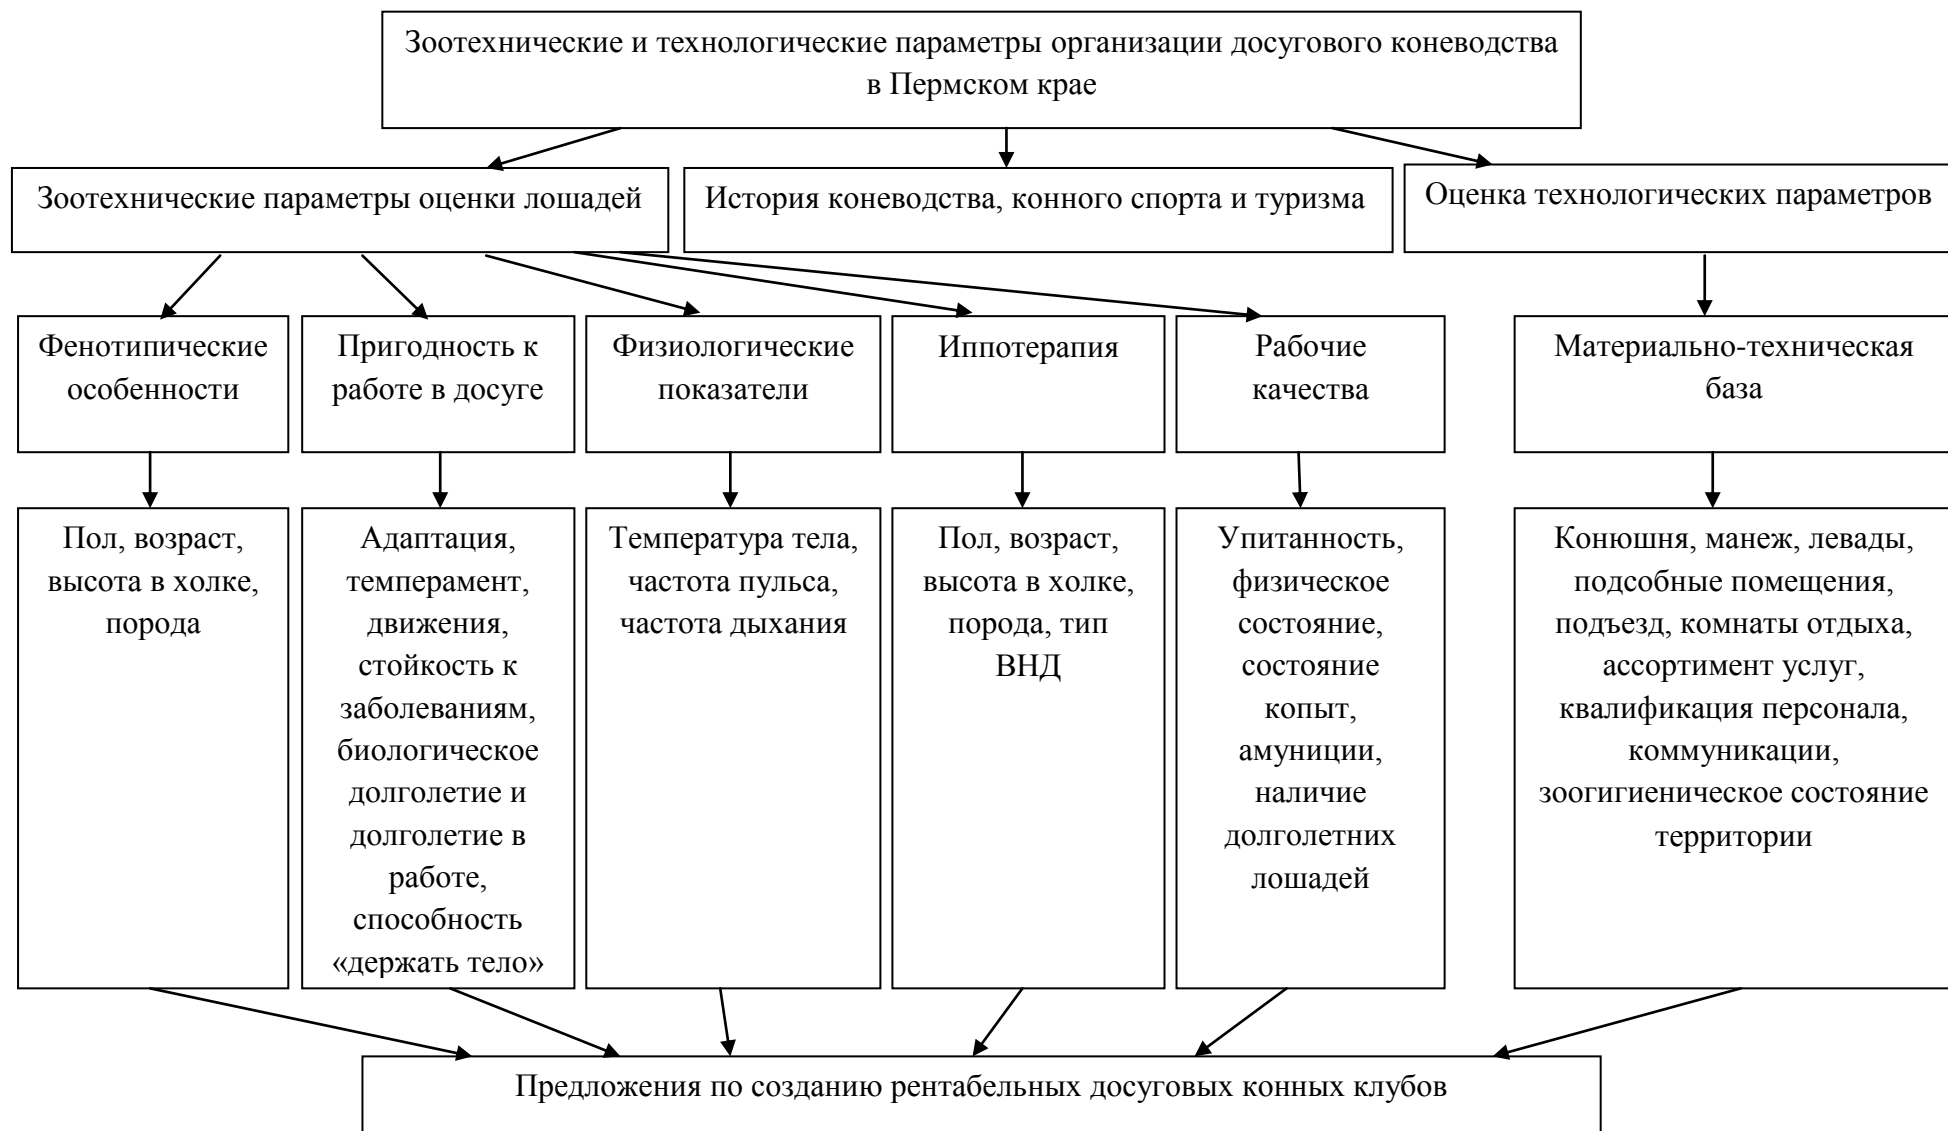 Зоотехнические и технологические параметры организации досугового коневодства
в Пермском крае
Зоотехнические параметры оценки лошадей
История коневодства, конного спорта и туризма
Оценка технологических параметров
Фенотипические
особенности
Пригодность к
работе в досуге
Физиологические
показатели
Иппотерапия
Рабочие
качества
Материально-техническая
база
Пол, возраст,
высота в холке,
порода
Адаптация,
темперамент,
движения,
стойкость к
заболеваниям,
биологическое
долголетие и
долголетие в
работе,
способность
«держать тело»
Температура тела,
частота пульса,
частота дыхания
Пол, возраст,
высота в холке,
порода, тип
ВНД
Упитанность,
физическое
состояние,
состояние
копыт,
амуниции,
наличие
долголетних
лошадей
Конюшня, манеж, левады,
подсобные помещения,
подъезд, комнаты отдыха,
ассортимент услуг,
квалификация персонала,
коммуникации,
зоогигиеническое состояние
территории
Предложения по созданию рентабельных досуговых конных клубов